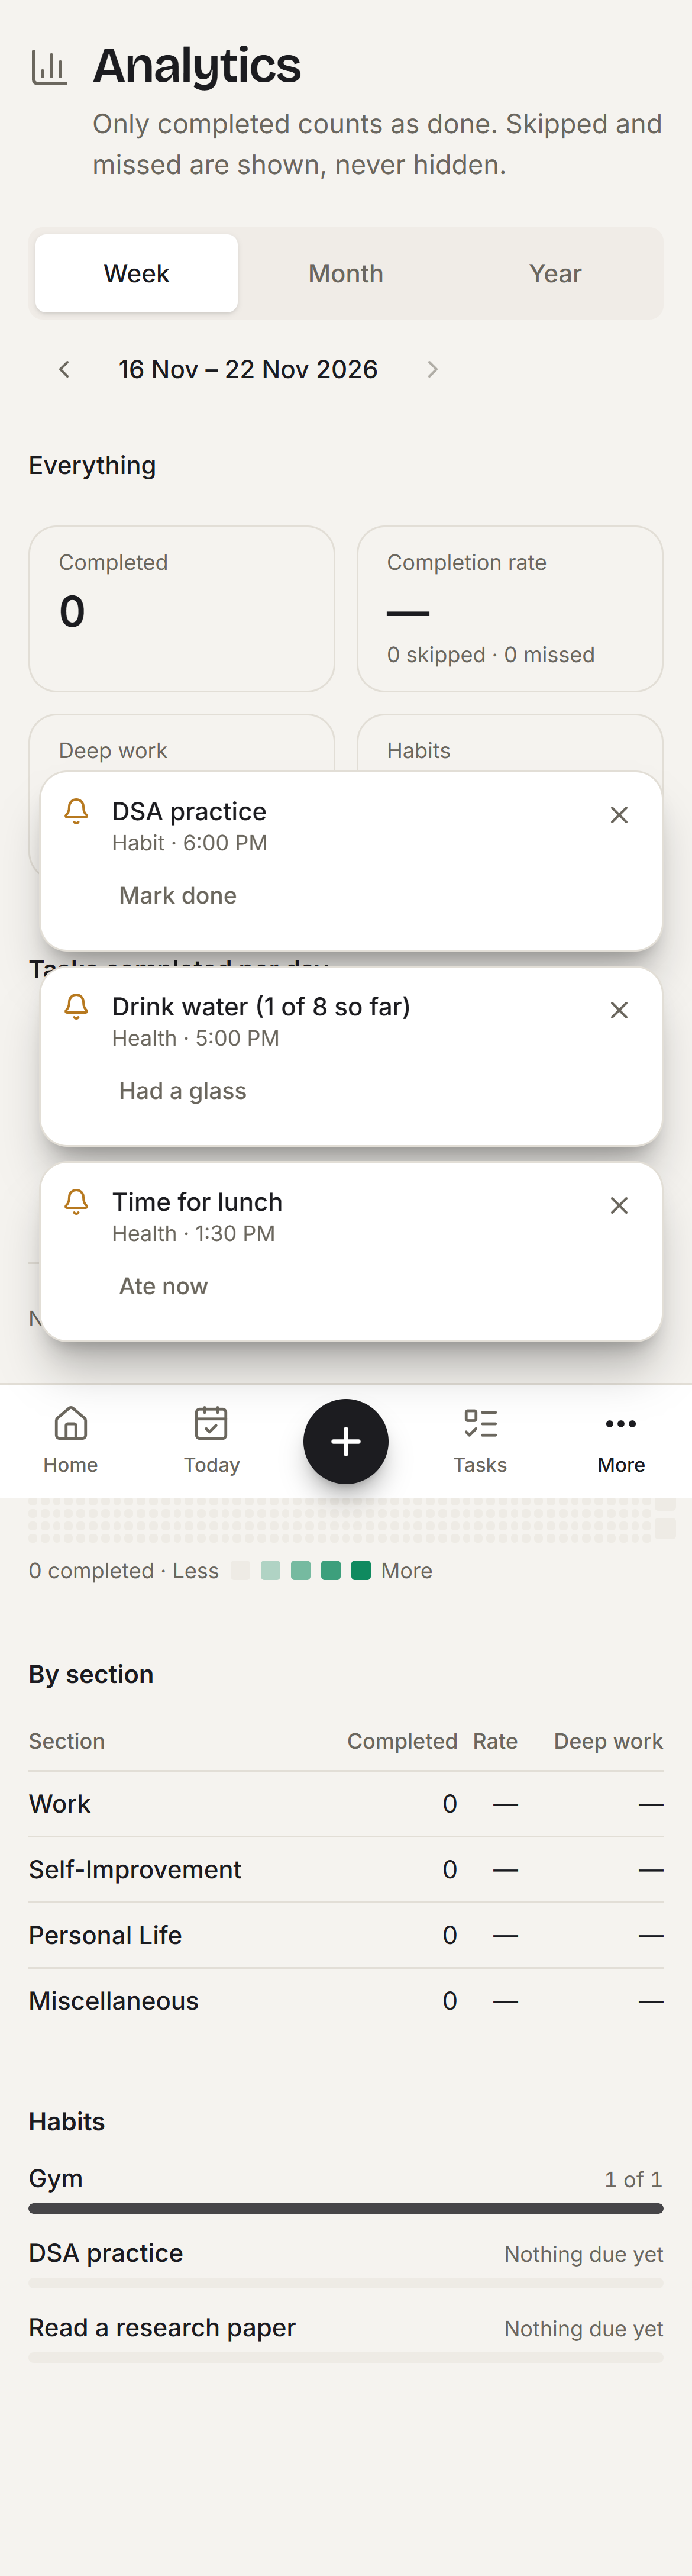 Analytics
Only completed counts as done. Skipped and
missed are shown, never hidden.
Week
Month
Year
16 Nov – 22 Nov 2026
Everything
Completed
0
Completion rate
—
0 skipped · 0 missed
Deep work
Habits
DSA practice
Habit · 6:00 PM
Mark done
Tasks completed per day
Drink water (1 of 8 so far)
Health · 5:00 PM
Had a glass
Time for lunch
Health · 1:30 PM
Ate now
Home
Today
Tasks
More
0 completed · Less
More
By section
Section Completed Rate Deep work
Work 0 — —
Self-Improvement 0 — —
Personal Life 0 — —
Miscellaneous 0 — —
Habits
Gym 1 of 1
DSA practice Nothing due yet
Read a research paper Nothing due yet